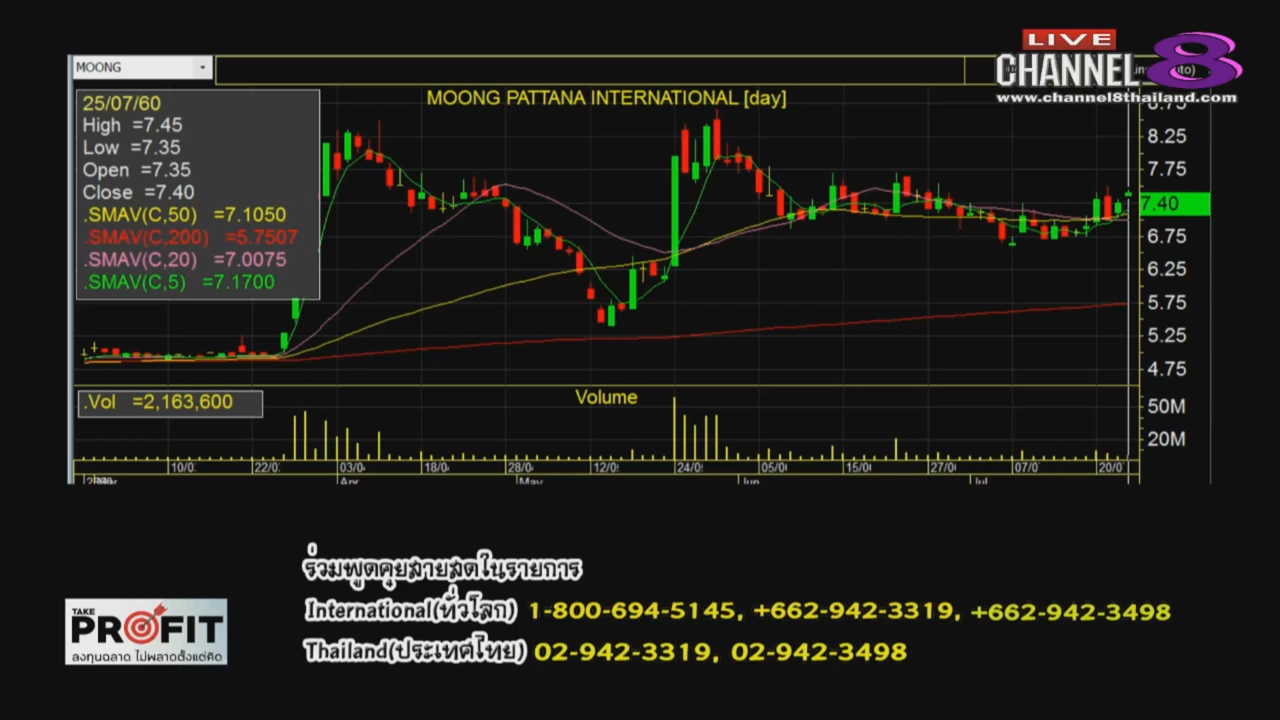 LIVE
CHANNEL 8
www.channel8thailand.com
MOONG
MOONG PATTANA INTERNATIONAL [day]
25/07/60
High =7.45
Low =7.35
Open =7.35
Close =7.40
.SMAV(C,50) =7.1050
.SMAV(C,200) =5.7507
.SMAV(C,20) =7.0075
.SMAV(C,5) =7.1700
8.75
8.25
7.75
7.40
6.75
6.25
5.75
5.25
4.75
.Vol =2,163,600
Volume
50M
20M
10/0 22/0 03/0 18/0 28/0 12/0 24/0 05/0 15/0 27/0 07/0 20/0
Apr May Jun Jul
ร่วมพูดคุยสายสดในรายการ
International(ทั่วโลก) 1-800-694-5145, +662-942-3319, +662-942-3498
Thailand(ประเทศไทย) 02-942-3319, 02-942-3498
TAKE
PROFIT
ลงทุนฉลาด ไม่พลาดตั้งแต่คิด